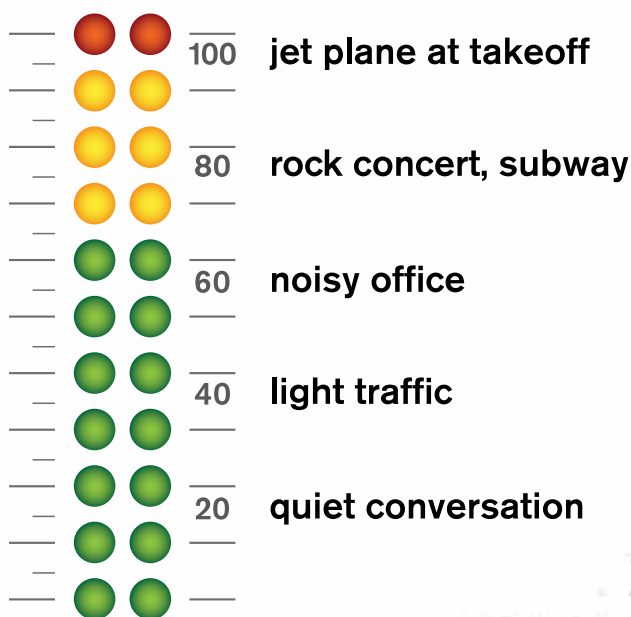 100 jet plane at takeoff
80 rock concert, subway
60 noisy office
40 light traffic
20 quiet conversation